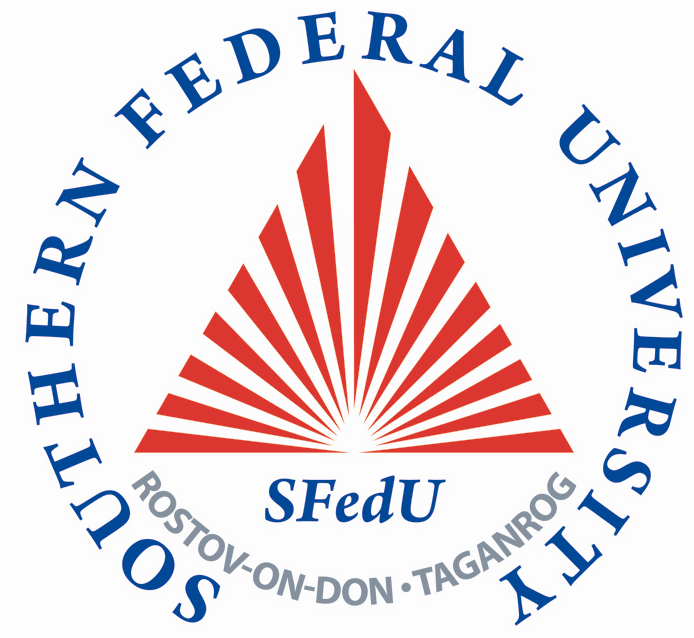 SOUTHERN FEDERAL UNIVERSITY
SFedU
ROSTOV-ON-DON • TAGANROG